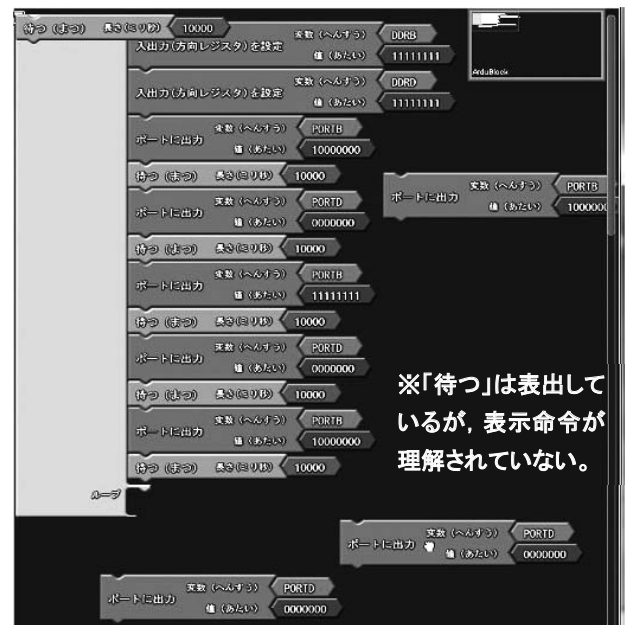 待つ (まつ) 長さ(ミリ秒) 10000
入出力(方向レジスタ)を設定 変数 (へんすう) DDRB
値 (あたい) 11111111
ArduBlock
入出力(方向レジスタ)を設定 変数 (へんすう) DDRD
値 (あたい) 11111111
ポートに出力 変数 (へんすう) PORTB
値 (あたい) 10000000
待つ (まつ) 長さ(ミリ秒) 10000
ポートに出力 変数 (へんすう) PORTB
値 (あたい) 1000000
ポートに出力 変数 (へんすう) PORTD
値 (あたい) 0000000
待つ (まつ) 長さ(ミリ秒) 10000
ポートに出力 変数 (へんすう) PORTB
値 (あたい) 11111111
待つ (まつ) 長さ(ミリ秒) 10000
ポートに出力 変数 (へんすう) PORTD
値 (あたい) 0000000
待つ (まつ) 長さ(ミリ秒) 10000
ポートに出力 変数 (へんすう) PORTB
値 (あたい) 10000000
待つ (まつ) 長さ(ミリ秒) 10000
※「待つ」は表出して
いるが，表示命令が
理解されていない。
ループ
ポートに出力 変数 (へんすう) PORTD
値 (あたい) 0000000
ポートに出力 変数 (へんすう) PORTD
値 (あたい) 0000000